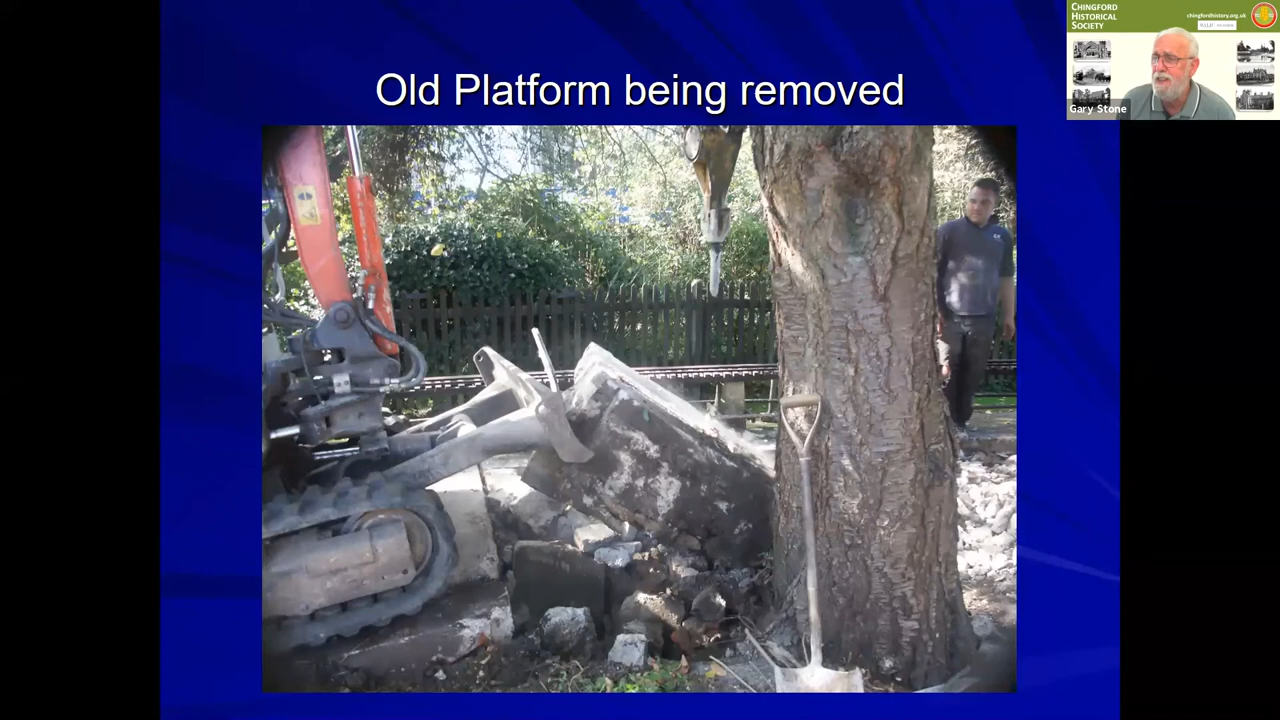 Old Platform being removed
CHINGFORD
HISTORICAL
SOCIETY
chingfordhistory.org.uk
Gary Stone